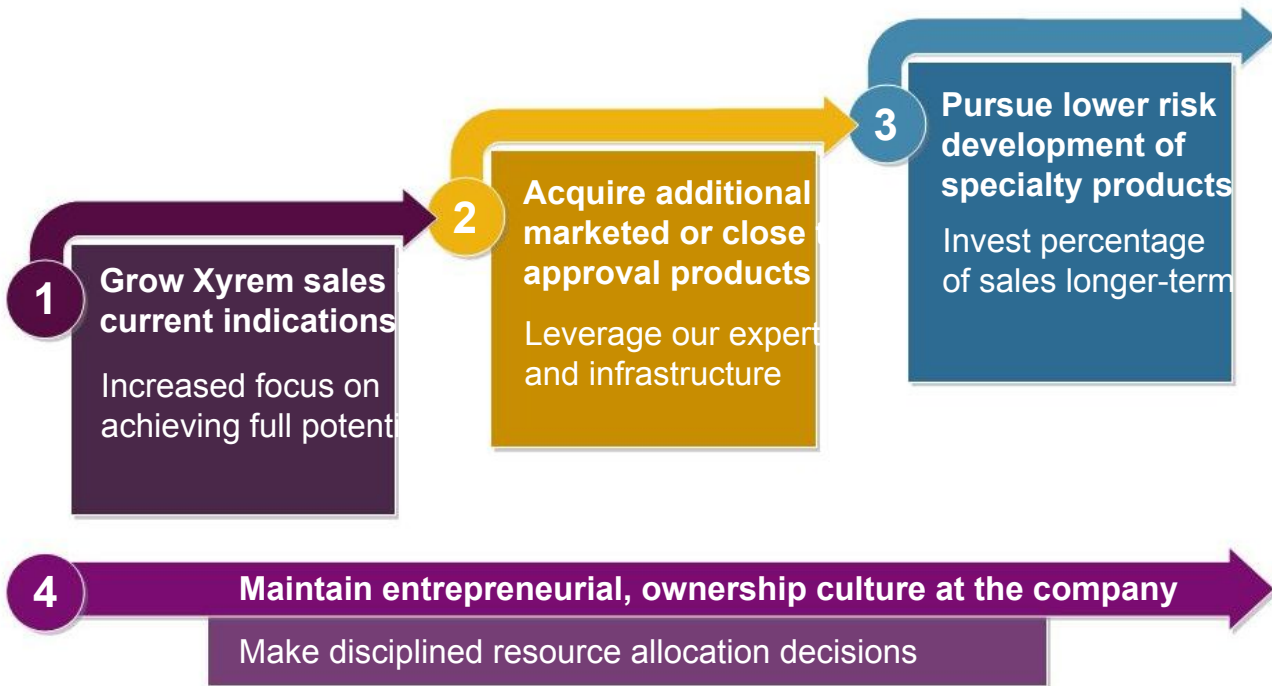 1
Grow Xyrem sales
current indications
Increased focus on
achieving full potenti
2
Acquire additional
marketed or close
approval products
Leverage our expert
and infrastructure
3
Pursue lower risk
development of
specialty products
Invest percentage
of sales longer-term
4
Maintain entrepreneurial, ownership culture at the company
Make disciplined resource allocation decisions